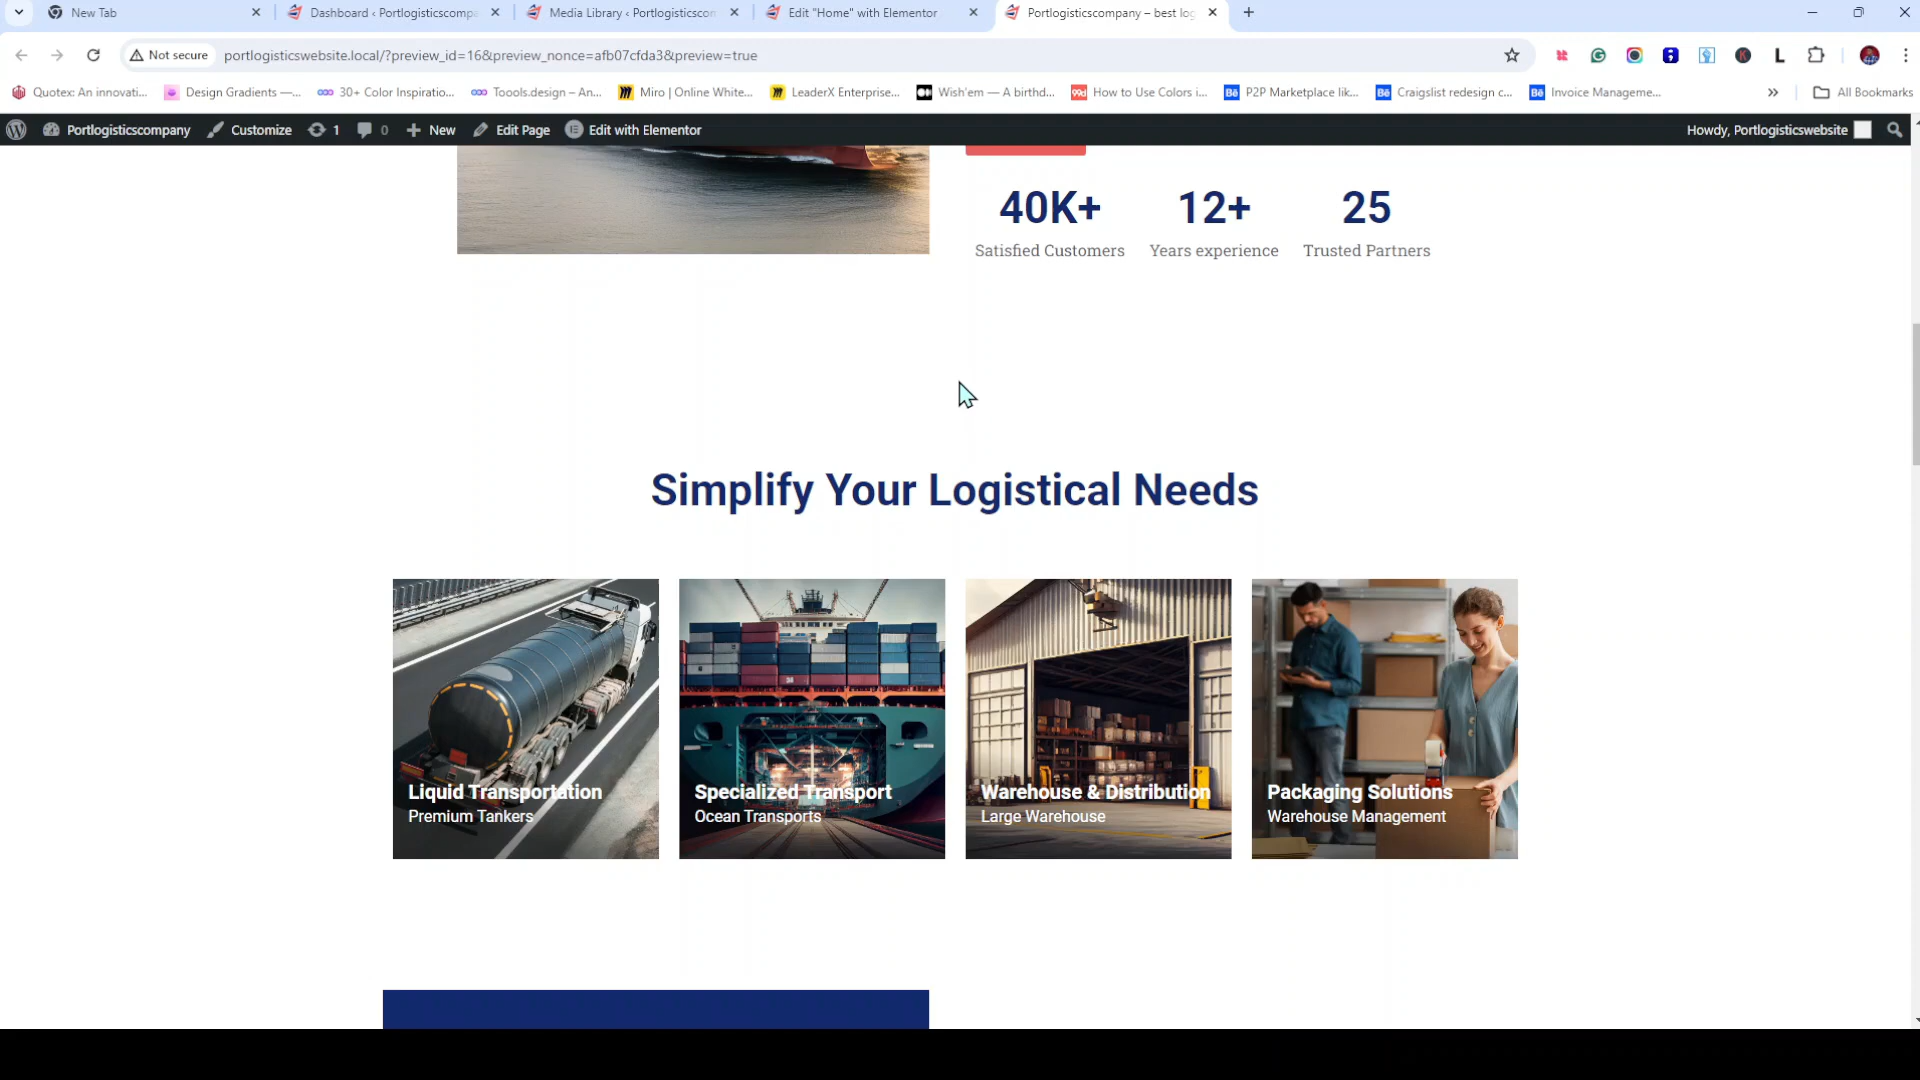 New Tab
Dashboard ‹ Portlogisticscompa
Media Library ‹ Portlogisticscon
Edit "Home" with Elementor
Portlogisticscompany – best log
Not secure
portlogisticswebsite.local/?preview_id=16&preview_nonce=afb07cfda3&preview=true
Quotex: An innovati...
Design Gradients —...
30+ Color Inspiratio...
Toools.design – An...
Miro | Online White...
LeaderX Enterprise...
Wish'em — A birthd...
How to Use Colors i...
P2P Marketplace lik...
Craigslist redesign c...
Invoice Manageme...
All Bookmarks
Portlogisticscompany
Customize
1
0
New
Edit Page
Edit with Elementor
Howdy, Portlogisticswebsite
40K+
12+
25
Satisfied Customers
Years experience
Trusted Partners
Simplify Your Logistical Needs
Liquid Transportation
Premium Tankers
Specialized Transport
Ocean Transports
Warehouse & Distribution
Large Warehouse
Packaging Solutions
Warehouse Management